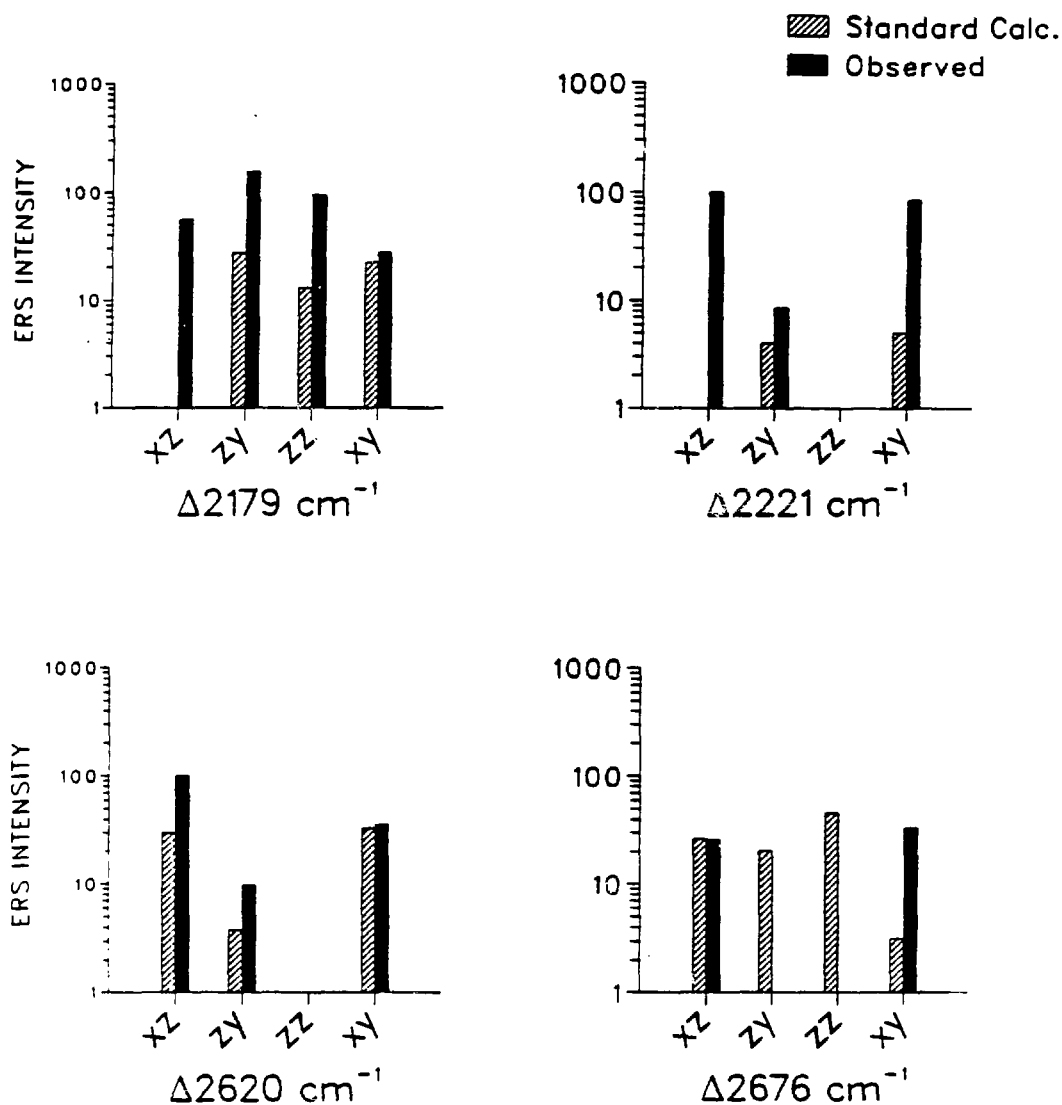 Standard Calc.
Observed
ERS INTENSITY
1000
100
10
1
xz
zy
zz
xy
Δ2179 cm⁻¹
1000
100
10
1
xz
zy
zz
xy
Δ2221 cm⁻¹
ERS INTENSITY
1000
100
10
1
xz
zy
zz
xy
Δ2620 cm⁻¹
1000
100
10
1
xz
zy
zz
xy
Δ2676 cm⁻¹